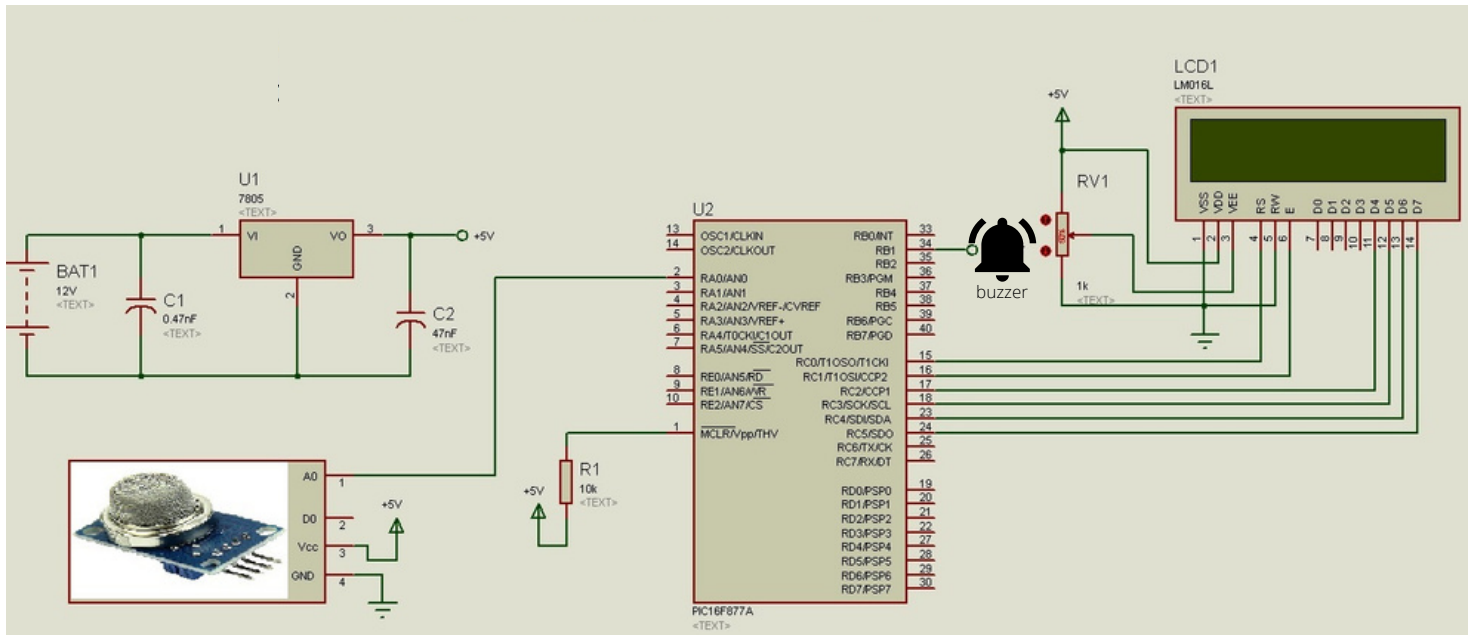 LCD1
LM016L
<TEXT>
+5V
RV1
1k
<TEXT>
VSS
VDD
VEE
RS
RW
E
D0
D1
D2
D3
D4
D5
D6
D7
1
2
3
4
5
6
7
8
9
10
11
12
13
14
U1
7805
<TEXT>
1
VI
VO
3
GND
2
+5V
BAT1
12V
<TEXT>
C1
0.47nF
<TEXT>
C2
47nF
<TEXT>
buzzer
U2
13 OSC1/CLKIN
14 OSC2/CLKOUT
2 RA0/AN0
3 RA1/AN1
4 RA2/AN2/VREF-/CVREF
5 RA3/AN3/VREF+
6 RA4/T0CKI/C1OUT
7 RA5/AN4/SS/C2OUT
8 RE0/AN5/RD
9 RE1/AN6/WR
10 RE2/AN7/CS
1 MCLR/Vpp/THV
RB0/INT 33
RB1 34
RB2 35
RB3/PGM 36
RB4 37
RB5 38
RB6/PGC 39
RB7/PGD 40
RC0/T1OSO/T1CKI 15
RC1/T1OSI/CCP2 16
RC2/CCP1 17
RC3/SCK/SCL 18
RC4/SDI/SDA 23
RC5/SDO 24
RC6/TX/CK 25
RC7/RX/DT 26
RD0/PSP0 19
RD1/PSP1 20
RD2/PSP2 21
RD3/PSP3 22
RD4/PSP4 27
RD5/PSP5 28
RD6/PSP6 29
RD7/PSP7 30
PIC16F877A
<TEXT>
R1
10k
<TEXT>
+5V
A0 1
D0 2
Vcc 3
GND 4
+5V